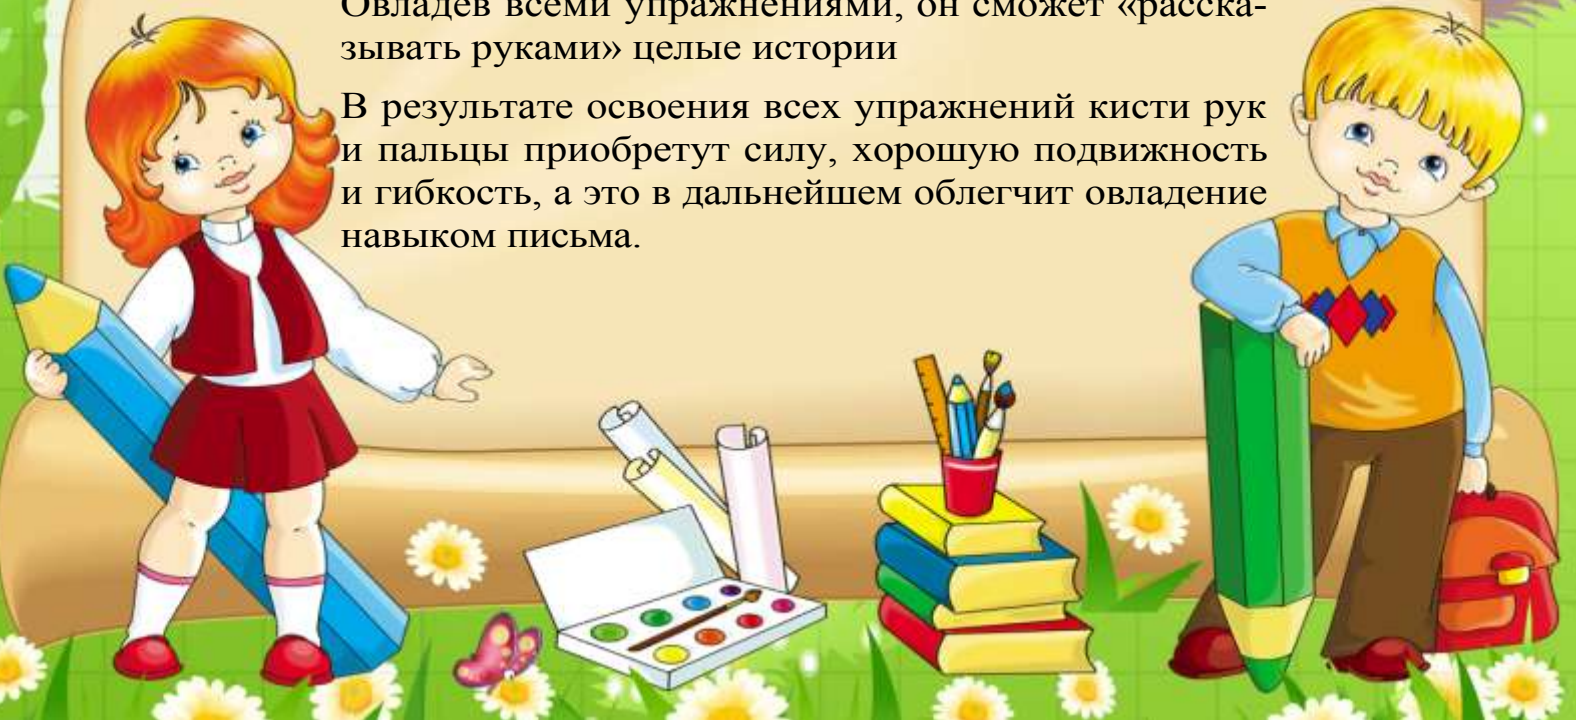 Овладев всеми упражнениями, он сможет «расска-
зывать руками» целые истории
В результате освоения всех упражнений кисти рук
и пальцы приобретут силу, хорошую подвижность
и гибкость, а это в дальнейшем облегчит овладение
навыком письма.